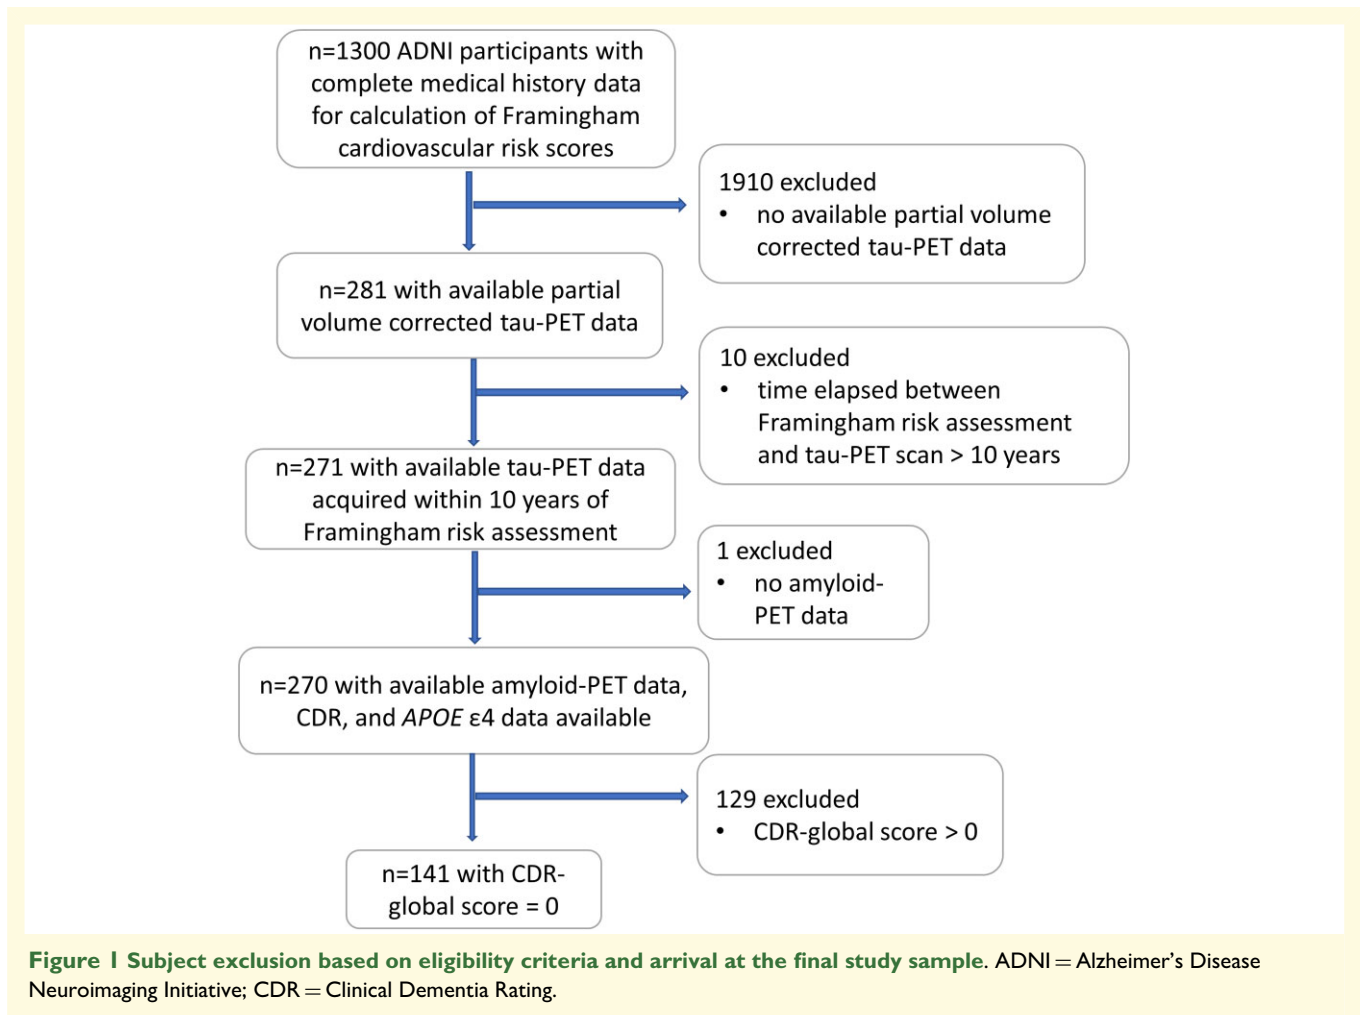 n=1300 ADNI participants with
complete medical history data
for calculation of Framingham
cardiovascular risk scores
1910 excluded
• no available partial volume
corrected tau-PET data
n=281 with available partial
volume corrected tau-PET data
10 excluded
• time elapsed between
Framingham risk assessment
and tau-PET scan > 10 years
n=271 with available tau-PET data
acquired within 10 years of
Framingham risk assessment
1 excluded
• no amyloid-
PET data
n=270 with available amyloid-PET data,
CDR, and APOE ε4 data available
129 excluded
• CDR-global score > 0
n=141 with CDR-
global score = 0
Figure 1 Subject exclusion based on eligibility criteria and arrival at the final study sample. ADNI = Alzheimer's Disease
Neuroimaging Initiative; CDR = Clinical Dementia Rating.